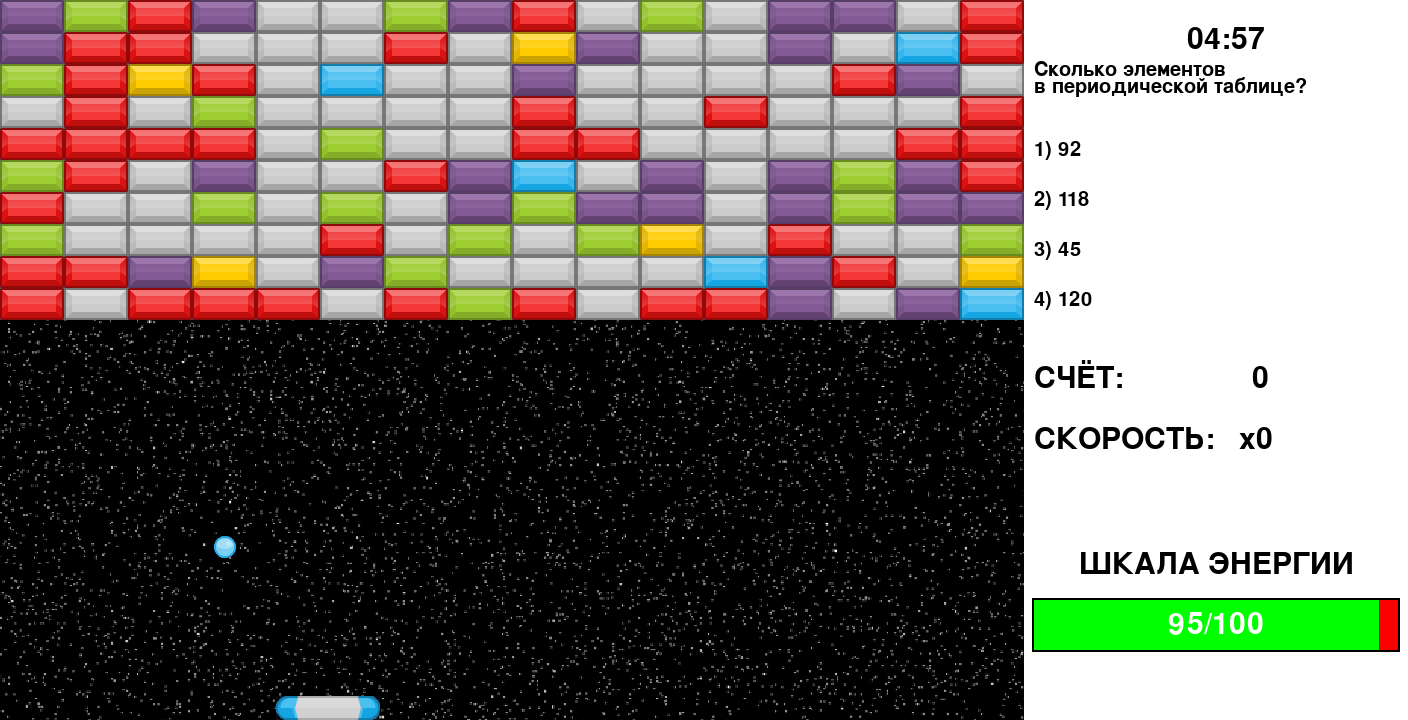 04:57
Сколько элементов
в периодической таблице?
1) 92
2) 118
3) 45
4) 120
СЧЁТ: 0
СКОРОСТЬ: x0
ШКАЛА ЭНЕРГИИ
95/100